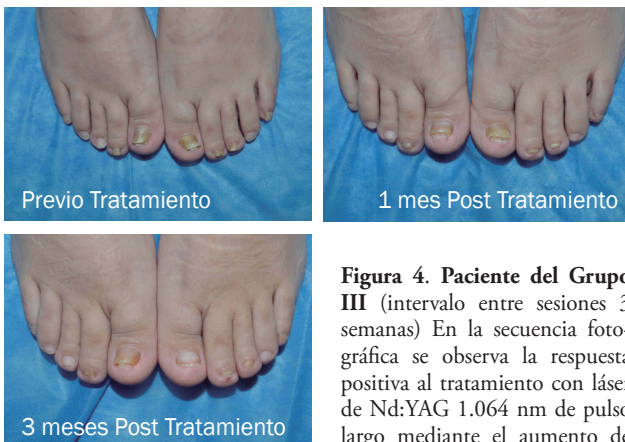 Previo Tratamiento
1 mes Post Tratamiento
3 meses Post Tratamiento
Figura 4. Paciente del Grupo
III (intervalo entre sesiones 3
semanas) En la secuencia foto-
gráfica se observa la respuesta
positiva al tratamiento con láser
de Nd:YAG 1.064 nm de pulso
largo mediante el aumento de